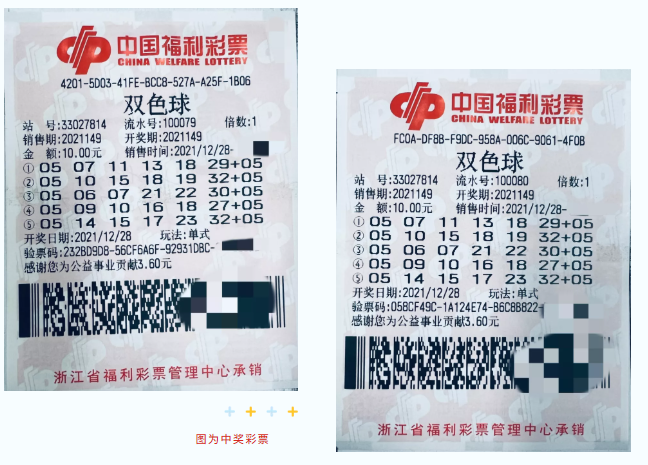 中国福利彩票
CHINA WELFARE LOTTERY
4201-5D03-41FE-BCC8-527A-A25F-1B06
双色球
站 号:33027814 流水号:100079 倍数:1
销售期:2021149 开奖期:2021149
金 额:10.00元 销售时间:2021/12/28-
① 05 07 11 13 18 29+05
② 05 10 15 18 19 32+05
③ 05 06 07 21 22 30+05
④ 05 09 10 16 18 27+05
⑤ 05 14 15 17 23 32+05
开奖日期:2021/12/28 玩法:单式
验票码:232BD9D8-56CF6A6F-92931DBC-
感谢您为公益事业贡献3.60元
浙江省福利彩票管理中心承销
图为中奖彩票
中国福利彩票
CHINA WELFARE LOTTERY
FC0A-DF8B-F9DC-958A-006C-9061-4F0B
双色球
站 号:33027814 流水号:100080 倍数:1
销售期:2021149 开奖期:2021149
金 额:10.00元 销售时间:2021/12/28-
① 05 07 11 13 18 29+05
② 05 10 15 18 19 32+05
③ 05 06 07 21 22 30+05
④ 05 09 10 16 18 27+05
⑤ 05 14 15 17 23 32+05
开奖日期:2021/12/28 玩法:单式
验票码:058CF49C-1A124E74-B6C8B822-
感谢您为公益事业贡献3.60元
浙江省福利彩票管理中心承销